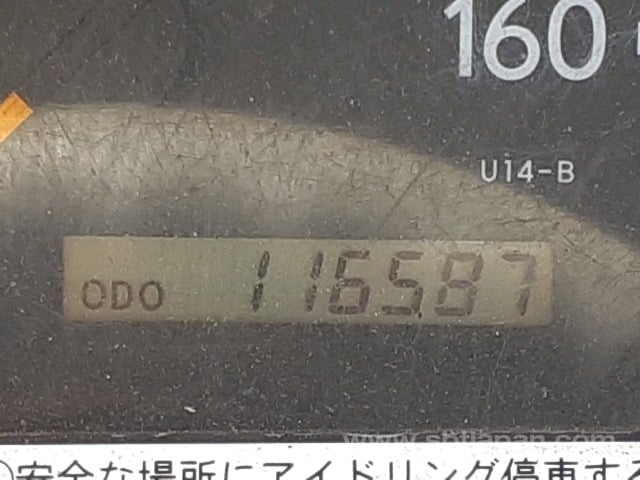 160
U14-B
ODO 116587
www.sbtjapan.com
安全な場所にアイドリング停車する